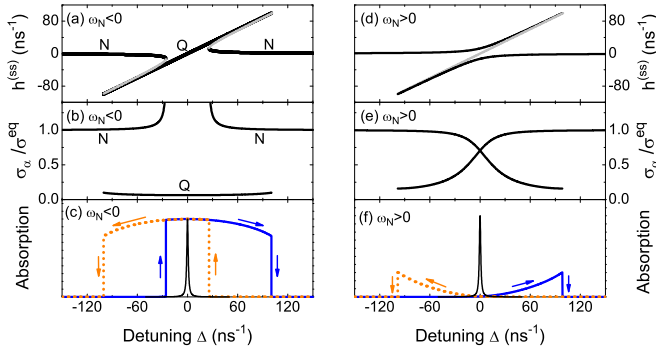 (a) ω_N<0
N
Q
N
h^(ss) (ns^-1)
80
0
-80
(b) ω_N<0
N
N
Q
σ_α/σ^eq
1.0
0.5
0.0
(c) ω_N<0
Absorption
-120 -60 0 60 120
Detuning Δ (ns^-1)
(d) ω_N>0
h^(ss) (ns^-1)
80
0
-80
(e) ω_N>0
σ_α/σ^eq
1.0
0.5
0.0
(f) ω_N>0
Absorption
-120 -60 0 60 120
Detuning Δ (ns^-1)